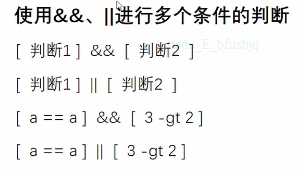 使用&&、||进行多个条件的判断
[ 判断1 ] && [ 判断2 ]
[ 判断1 ] || [ 判断2 ]
[ a == a ] && [ 3 -gt 2 ]
[ a == a ] || [ 3 -gt 2 ]